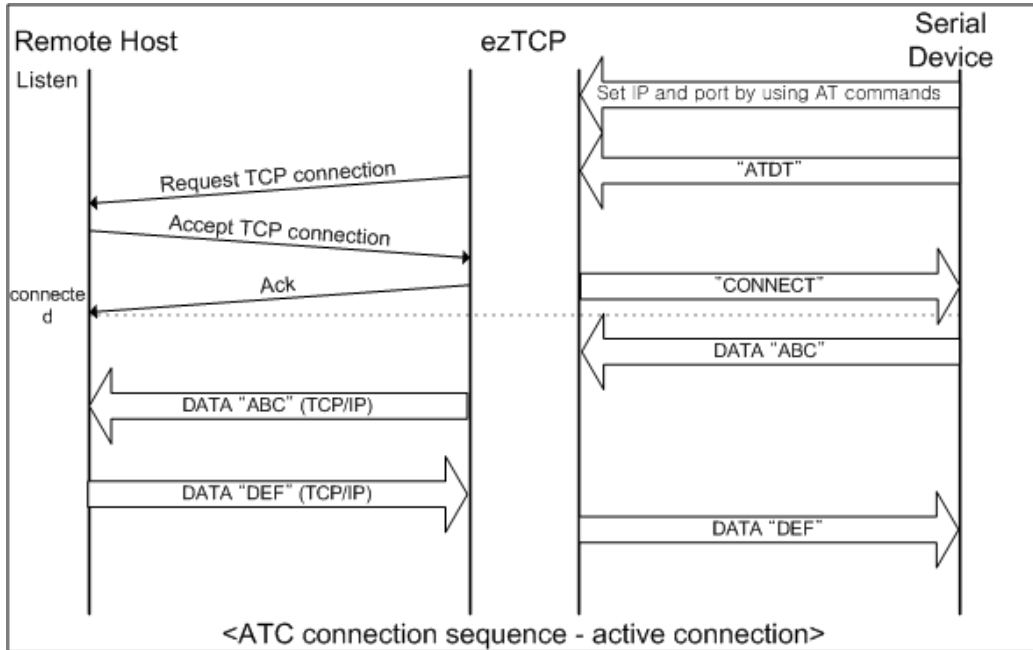 Remote Host
ezTCP
Serial
Device
Listen
Set IP and port by using AT commands
“ATDT”
Request TCP connection
Accept TCP connection
Ack
“CONNECT”
connecte
d
DATA “ABC”
DATA “ABC” (TCP/IP)
DATA “DEF” (TCP/IP)
DATA “DEF”
<ATC connection sequence - active connection>